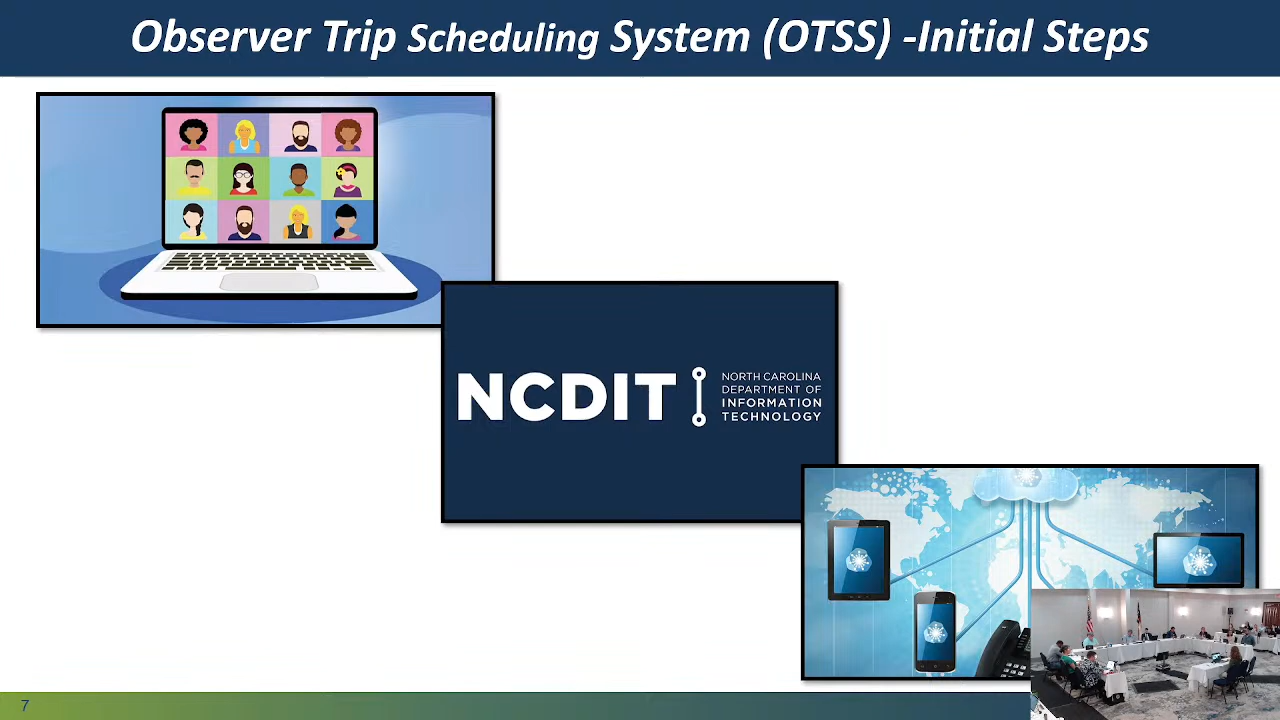 Observer Trip Scheduling System (OTSS) -Initial Steps
NCDIT
NORTH CAROLINA
DEPARTMENT OF
INFORMATION
TECHNOLOGY
7